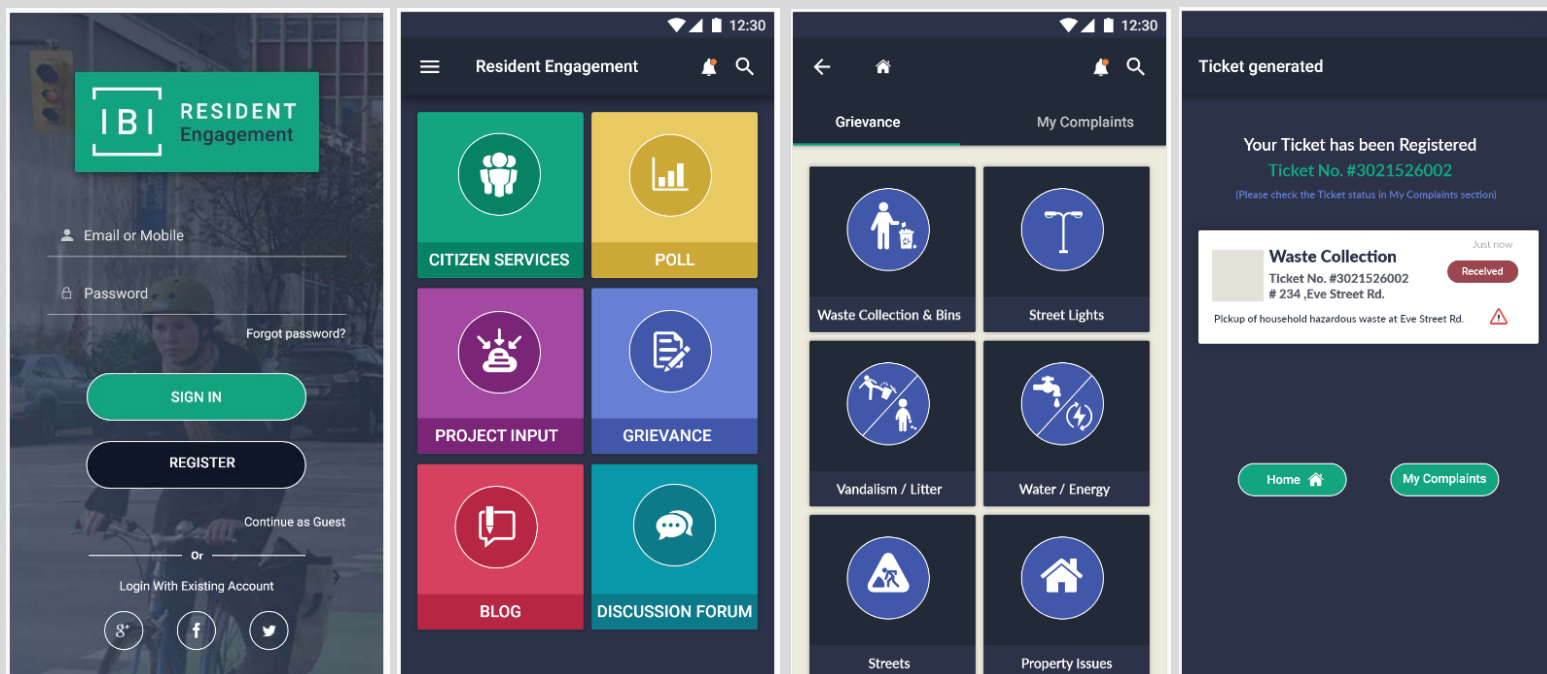 IBI
RESIDENT
Engagement
Email or Mobile
Password
Forgot password?
SIGN IN
REGISTER
Continue as Guest
Or
Login With Existing Account
g+
f
12:30
Resident Engagement
CITIZEN SERVICES
POLL
PROJECT INPUT
GRIEVANCE
BLOG
DISCUSSION FORUM
12:30
Grievance
My Complaints
Waste Collection & Bins
Street Lights
Vandalism / Litter
Water / Energy
Streets
Property Issues
Ticket generated
Your Ticket has been Registered
Ticket No. #3021526002
(Please check the Ticket status in My Complaints section)
Just now
Waste Collection
Received
Ticket No. #3021526002
# 234 ,Eve Street Rd.
Pickup of household hazardous waste at Eve Street Rd.
Home
My Complaints